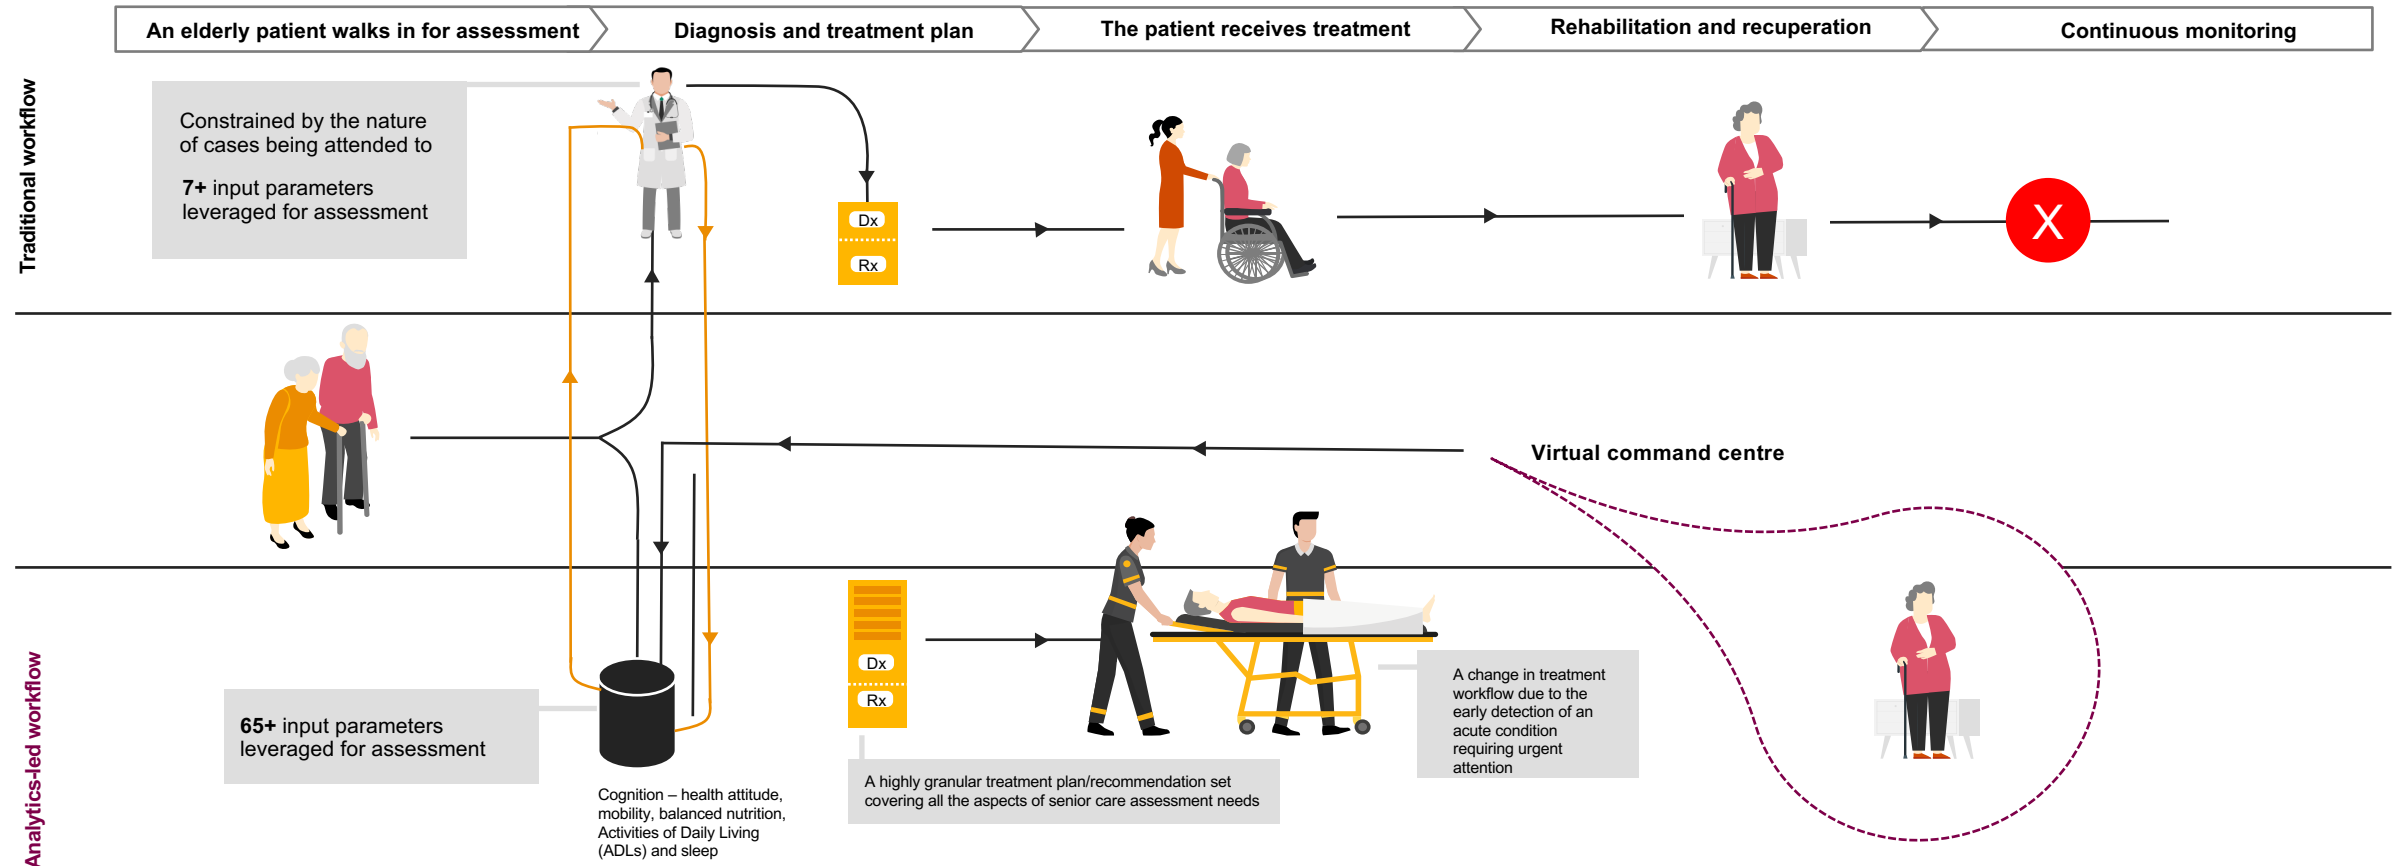 An elderly patient walks in for assessment
Diagnosis and treatment plan
The patient receives treatment
Rehabilitation and recuperation
Continuous monitoring
Traditional workflow
Constrained by the nature
of cases being attended to
7+ input parameters
leveraged for assessment
Dx
Rx
X
Virtual command centre
Analytics-led workflow
65+ input parameters
leveraged for assessment
Cognition – health attitude,
mobility, balanced nutrition,
Activities of Daily Living
(ADLs) and sleep
Dx
Rx
A highly granular treatment plan/recommendation set
covering all the aspects of senior care assessment needs
A change in treatment
workflow due to the
early detection of an
acute condition
requiring urgent
attention